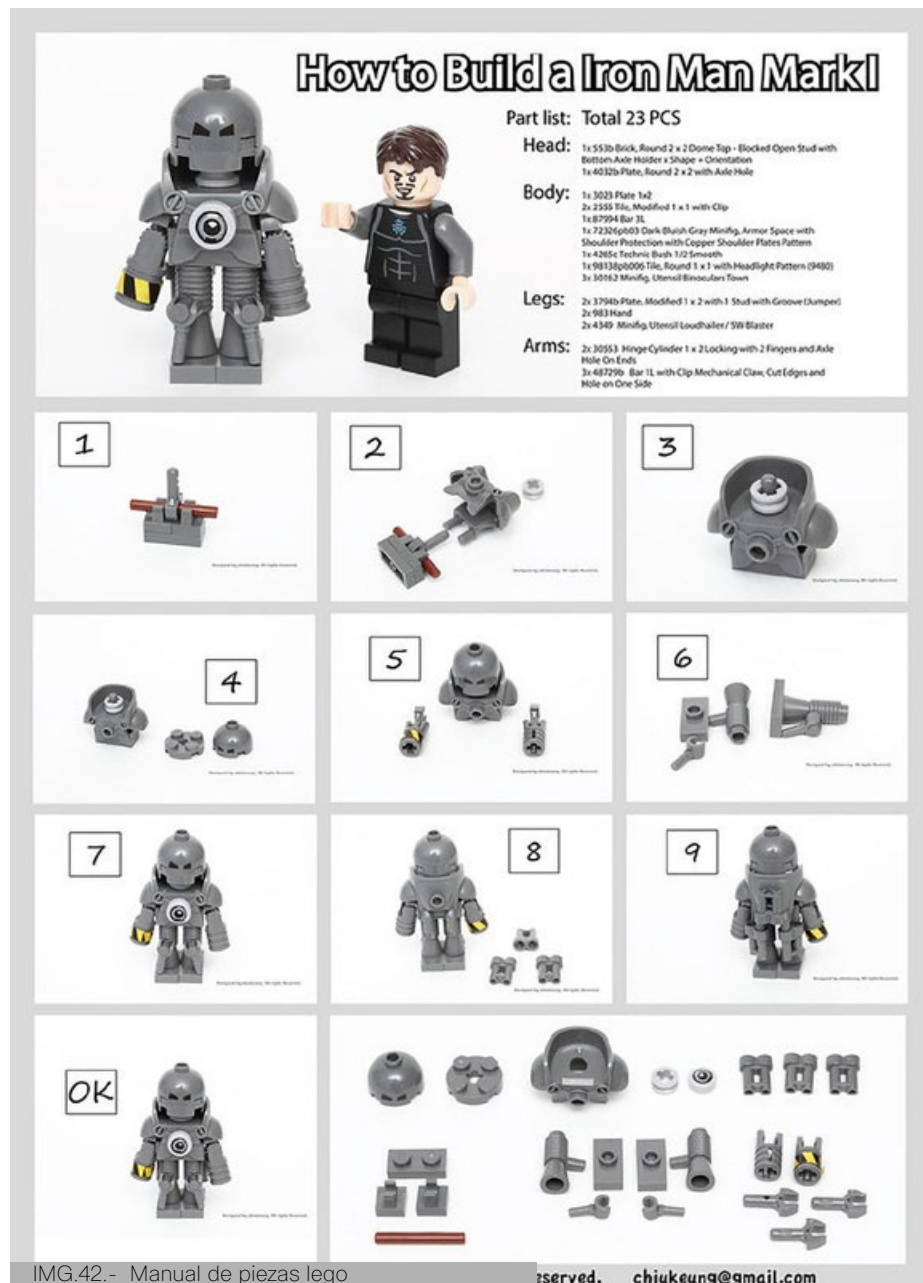 How to Build a Iron Man Mark I
Part list: Total 23 PCS
Head: 1x 553b Brick, Round 2 x 2 Dome Top - Blocked Open Stud with
Bottom Axle Holder x Shape + Orientation
1x 4032b Plate, Round 2 x 2 with Axle Hole
Body: 1x 3023 Plate 1x2
2x 2555 Tile, Modified 1 x 1 with Clip
1x 87994 Bar 3L
1x 72326pb03 Dark Bluish Gray Minifig, Armor Space with
Shoulder Protection with Copper Shoulder Plates Pattern
1x 4265c Technic Bush 1/2 Smooth
1x 98138pb006 Tile, Round 1 x 1 with Headlight Pattern (9480)
3x 30162 Minifig, Utensil Binoculars Town
Legs: 2x 3794b Plate, Modified 1 x 2 with 1 Stud with Groove (Jumper)
2x 983 Hand
2x 4349 Minifig, Utensil Loudhailer / SW Blaster
Arms: 2x 30553 Hinge Cylinder 1 x 2 Locking with 2 Fingers and Axle
Hole On Ends
3x 48729b Bar 1L with Clip Mechanical Claw, Cut Edges and
Hole on One Side
1
2
3
4
5
6
7
8
9
OK
IMG.42.- Manual de piezas lego
eserved. chiukeung@gmail.com